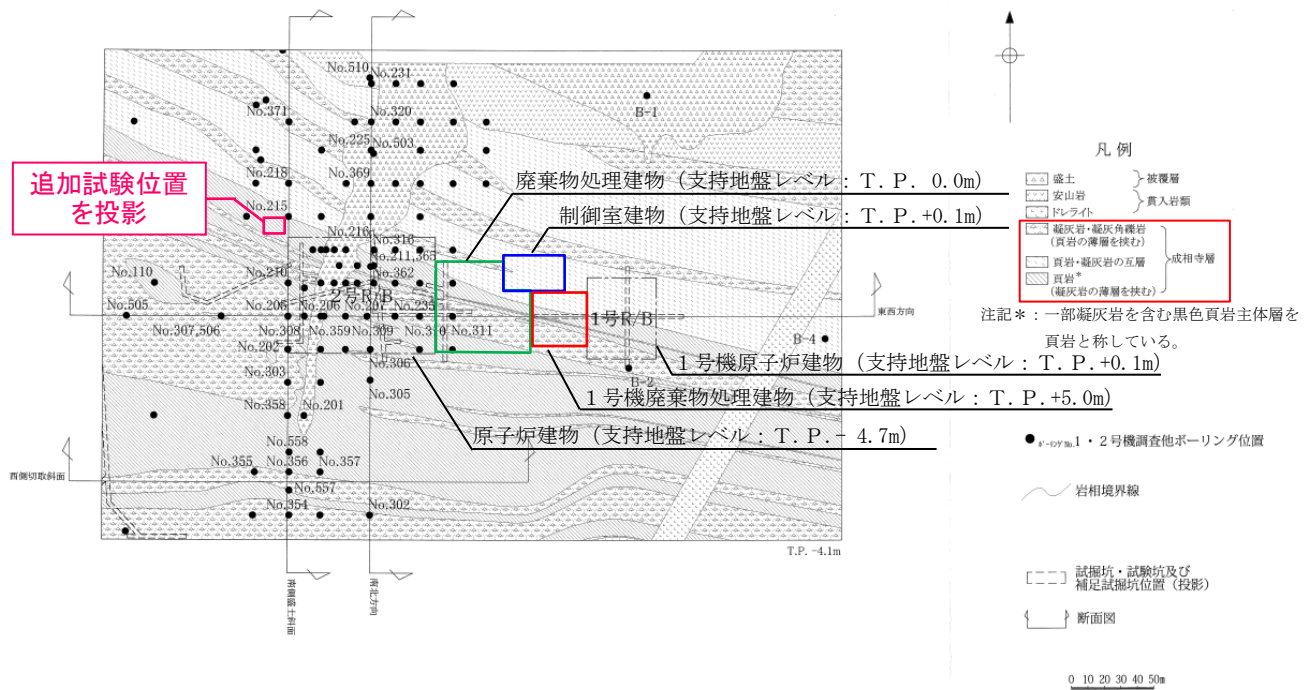 No.510
No.231
No.371
No.320
B-1
No.225
No.503
凡 例
追加試験位置
を投影
No.218
No.369
廃棄物処理建物（支持地盤レベル：T. P. 0.0m）
盛土
被覆層
安山岩
貫入岩類
ドレライト
No.215
制御室建物（支持地盤レベル：T. P.+0.1m）
No.216
No.316
凝灰岩・凝灰角礫岩
(頁岩の薄層を挟む)
頁岩・凝灰岩の互層
成相寺層
頁岩*
(凝灰岩の薄層を挟む)
No.211,365
No.110
No.210
No.362
2号R/B
No.505
No.205
No.206
No.207
No.235
東西方向
1号R/B
注記＊：一部凝灰岩を含む黒色頁岩主体層を
頁岩と称している。
No.307,506
No.308
No.359
No.309
No.310
No.311
B-4
No.202
No.306
1号機原子炉建物（支持地盤レベル：T. P.+0.1m）
No.303
B-2
No.305
1号機廃棄物処理建物（支持地盤レベル：T. P.+5.0m）
No.358
No.201
原子炉建物（支持地盤レベル：T. P.- 4.7m）
ﾎﾞｰﾘﾝｸﾞNo.1・2号機調査他ボーリング位置
No.558
No.355
No.356
No.357
西側切取斜面
No.557
岩相境界線
No.354
No.302
T.P. -4.1m
試掘坑・試験坑及び
補足試掘坑位置（投影）
南側盛土斜面
南北方向
断面図
0 10 20 30 40 50m